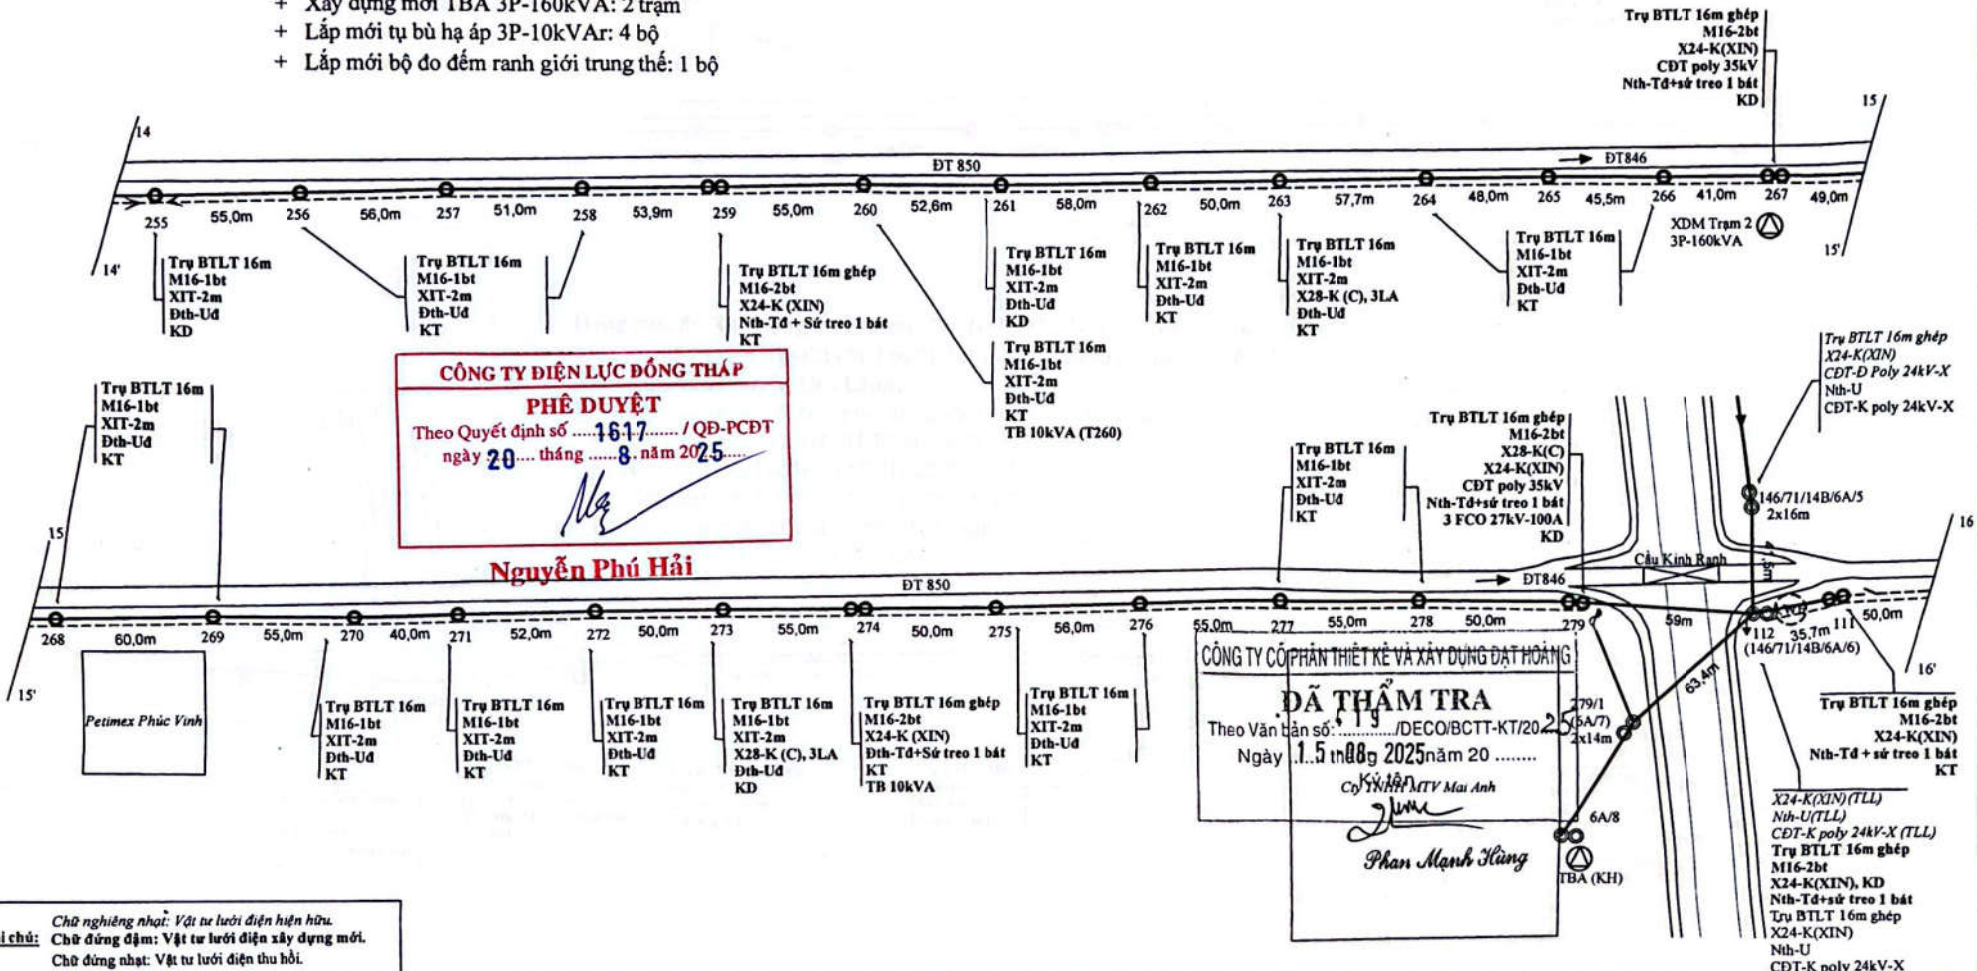 + Xây dựng mới TBA 3P-160kVA: 2 trạm
+ Lắp mới tụ bù hạ áp 3P-10kVAr: 4 bộ
+ Lắp mới bộ đo đếm ranh giới trung thế: 1 bộ
Trụ BTLT 16m ghép
M16-2bt
X24-K(XIN)
CĐT poly 35kV
Nth-Tđ+sứ treo 1 bát
KD
14
15
ĐT 850
ĐT846
255 55,0m 256 56,0m 257 51,0m 258 53,9m 259 55,0m 260 52,6m 261 58,0m 262 50,0m 263 57,7m 264 48,0m 265 45,5m 266 41,0m 267 49,0m
XDM Trạm 2
3P-160kVA
14'
15'
Trụ BTLT 16m
M16-1bt
XIT-2m
Đth-Uđ
KD
Trụ BTLT 16m
M16-1bt
XIT-2m
Đth-Uđ
KT
Trụ BTLT 16m ghép
M16-2bt
X24-K (XIN)
Nth-Tđ + Sứ treo 1 bát
KT
Trụ BTLT 16m
M16-1bt
XIT-2m
Đth-Uđ
KD
Trụ BTLT 16m
M16-1bt
XIT-2m
Đth-Uđ
KT
TB 10kVA (T260)
Trụ BTLT 16m
M16-1bt
XIT-2m
Đth-Uđ
KT
Trụ BTLT 16m
M16-1bt
XIT-2m
X28-K (C), 3LA
Đth-Uđ
KT
Trụ BTLT 16m
M16-1bt
XIT-2m
Đth-Uđ
KT
Trụ BTLT 16m ghép
X24-K(XIN)
CĐT-Đ Poly 24kV-X
Nth-U
CĐT-K poly 24kV-X
Trụ BTLT 16m
M16-1bt
XIT-2m
Đth-Uđ
KT
CÔNG TY ĐIỆN LỰC ĐỒNG THÁP
PHÊ DUYỆT
Theo Quyết định số ....1617...... / QĐ-PCĐT
ngày 20.... tháng ......8. năm 2025.....
Nguyễn Phú Hải
Trụ BTLT 16m
M16-1bt
XIT-2m
Đth-Uđ
KT
Trụ BTLT 16m ghép
M16-2bt
X28-K(C)
X24-K(XIN)
CĐT poly 35kV
Nth-Tđ+sứ treo 1 bát
3 FCO 27kV-100A
KD
146/71/14B/6A/5
2x16m
15
16
ĐT 850
ĐT846
Cầu Kinh Ranh
268 60,0m 269 55,0m 270 40,0m 271 52,0m 272 50,0m 273 55,0m 274 50,0m 275 56,0m 276 55,0m 277 55,0m 278 50,0m 279 59m 112 35,7m 111 50,0m
(146/71/14B/6A/6)
15'
16'
63,4m
Petimex Phúc Vinh
Trụ BTLT 16m
M16-1bt
XIT-2m
Đth-Uđ
KT
Trụ BTLT 16m
M16-1bt
XIT-2m
Đth-Uđ
KT
Trụ BTLT 16m
M16-1bt
XIT-2m
Đth-Uđ
KT
Trụ BTLT 16m
M16-1bt
XIT-2m
X28-K (C), 3LA
Đth-Uđ
KD
Trụ BTLT 16m ghép
M16-2bt
X24-K (XIN)
Đth-Tđ+Sứ treo 1 bát
KT
TB 10kVA
Trụ BTLT 16m
M16-1bt
XIT-2m
Đth-Uđ
KT
CÔNG TY CỔ PHẦN THIẾT KẾ VÀ XÂY DỰNG ĐẠT HOÀNG
ĐÃ THẨM TRA
Theo Văn bản số: 119......../DECO/BCTT-KT/2025
Ngày .1.5 tháng 08 2025 năm 20 ........
Ký tên
Cty TNHH MTV Mai Anh
Phan Mạnh Hùng
279/1
(6A/7)
2x14m
6A/8
TBA (KH)
Trụ BTLT 16m ghép
M16-2bt
X24-K(XIN)
Nth-Tđ + sứ treo 1 bát
KT
X24-K(XIN)(TLL)
Nth-U(TLL)
CĐT-K poly 24kV-X (TLL)
Trụ BTLT 16m ghép
M16-2bt
X24-K(XIN), KD
Nth-Tđ+sứ treo 1 bát
Trụ BTLT 16m ghép
X24-K(XIN)
Nth-U
CĐT-K poly 24kV-X
Chữ nghiêng nhạt: Vật tư lưới điện hiện hữu.
i chú: Chữ đứng đậm: Vật tư lưới điện xây dựng mới.
Chữ đứng nhạt: Vật tư lưới điện thu hồi.